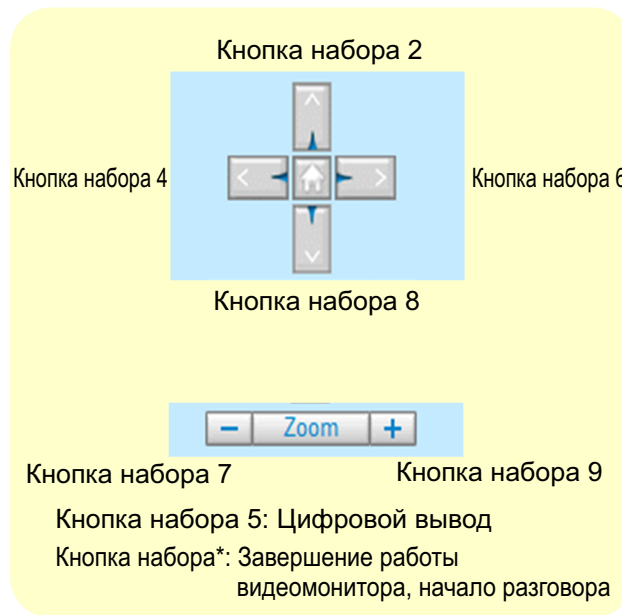 Кнопка набора 2
Кнопка набора 4
Кнопка набора 6
Кнопка набора 8
− Zoom +
Кнопка набора 7
Кнопка набора 9
Кнопка набора 5: Цифровой вывод
Кнопка набора*: Завершение работы
видеомонитора, начало разговора